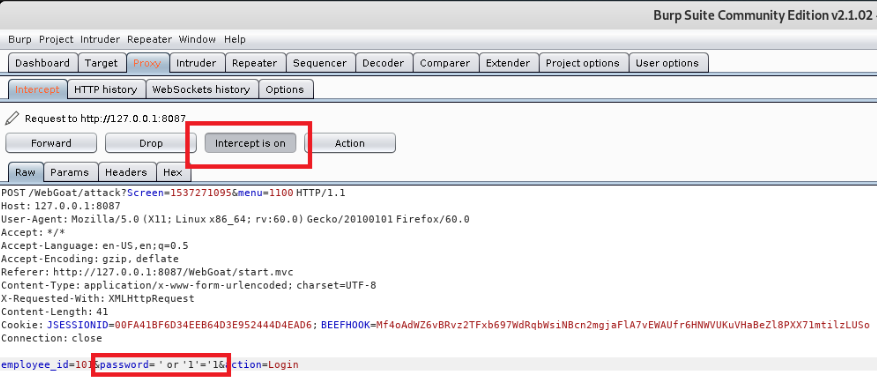 Burp Suite Community Edition v2.1.02 -
Burp Project Intruder Repeater Window Help
Dashboard Target Proxy Intruder Repeater Sequencer Decoder Comparer Extender Project options User options
Intercept HTTP history WebSockets history Options
Request to http://127.0.0.1:8087
Forward Drop Intercept is on Action
Raw Params Headers Hex
POST /WebGoat/attack?Screen=1537271095&menu=1100 HTTP/1.1
Host: 127.0.0.1:8087
User-Agent: Mozilla/5.0 (X11; Linux x86_64; rv:60.0) Gecko/20100101 Firefox/60.0
Accept: */*
Accept-Language: en-US,en;q=0.5
Accept-Encoding: gzip, deflate
Referer: http://127.0.0.1:8087/WebGoat/start.mvc
Content-Type: application/x-www-form-urlencoded; charset=UTF-8
X-Requested-With: XMLHttpRequest
Content-Length: 41
Cookie: JSESSIONID=00FA41BF6D34EEB64D3E952444D4EAD6; BEEFHOOK=Mf4oAdWZ6vBRvz2TFxb697WdRqbWsiNBcn2mgjaFlA7vEWAUfr6HNWVUKuVHaBeZl8PXX71mtilzLUSo
Connection: close
employee_id=101&password= ' or '1'='1&action=Login